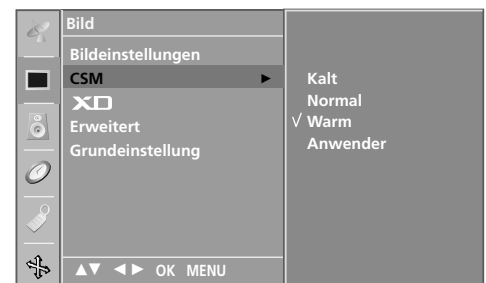 Bild
Bildeinstellungen
CSM ►
XD
Erweitert
Grundeinstellung
▲▼ ◄► OK MENU
Kalt
Normal
√ Warm
Anwender